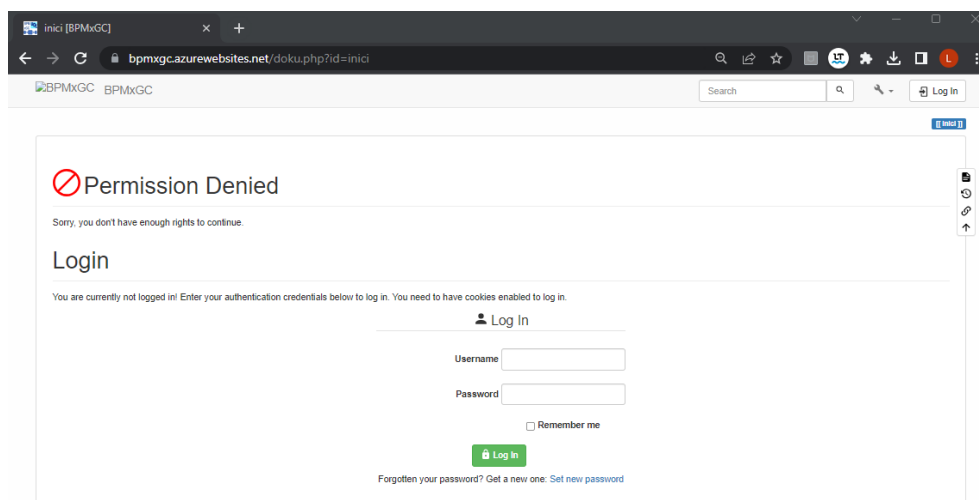 inici [BPMxGC]
bpmxgc.azurewebsites.net/doku.php?id=inici
L
BPMxGC BPMxGC
Search
Log In
[[ inici ]]
Permission Denied
Sorry, you don't have enough rights to continue.
Login
You are currently not logged in! Enter your authentication credentials below to log in. You need to have cookies enabled to log in.
Log In
Username
Password
Remember me
Log In
Forgotten your password? Get a new one: Set new password